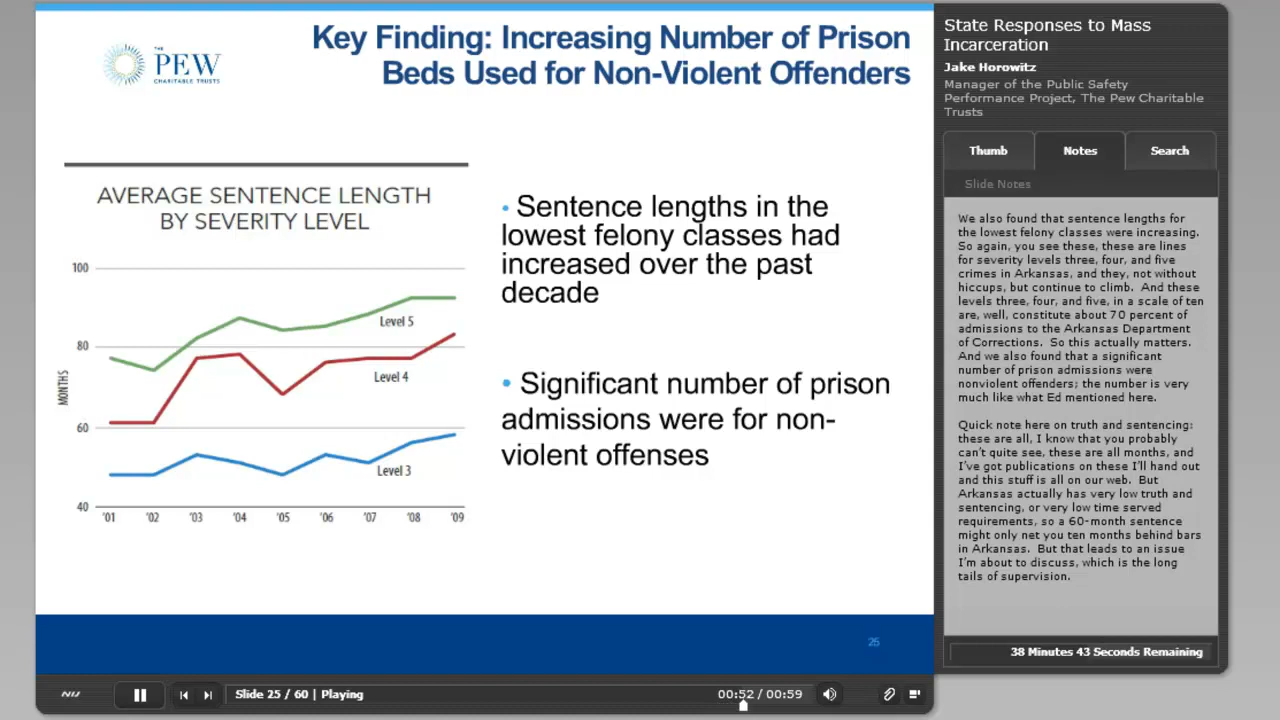 THE
PEW
CHARITABLE TRUSTS
Key Finding: Increasing Number of Prison
Beds Used for Non-Violent Offenders
AVERAGE SENTENCE LENGTH
BY SEVERITY LEVEL
100
80
60
40
MONTHS
Level 5
Level 4
Level 3
'01 '02 '03 '04 '05 '06 '07 '08 '09
• Sentence lengths in the
lowest felony classes had
increased over the past
decade
• Significant number of prison
admissions were for non-
violent offenses
25
State Responses to Mass
Incarceration
Jake Horowitz
Manager of the Public Safety
Performance Project, The Pew Charitable
Trusts
Thumb Notes Search
Slide Notes
We also found that sentence lengths for
the lowest felony classes were increasing.
So again, you see these, these are lines
for severity levels three, four, and five
crimes in Arkansas, and they, not without
hiccups, but continue to climb. And these
levels three, four, and five, in a scale of ten
are, well, constitute about 70 percent of
admissions to the Arkansas Department
of Corrections. So this actually matters.
And we also found that a significant
number of prison admissions were
nonviolent offenders; the number is very
much like what Ed mentioned here.
Quick note here on truth and sentencing:
these are all, I know that you probably
can't quite see, these are all months, and
I've got publications on these I'll hand out
and this stuff is all on our web. But
Arkansas actually has very low truth and
sentencing, or very low time served
requirements, so a 60-month sentence
might only net you ten months behind bars
in Arkansas. But that leads to an issue
I'm about to discuss, which is the long
tails of supervision.
38 Minutes 43 Seconds Remaining
Slide 25 / 60 | Playing
00:52 / 00:59